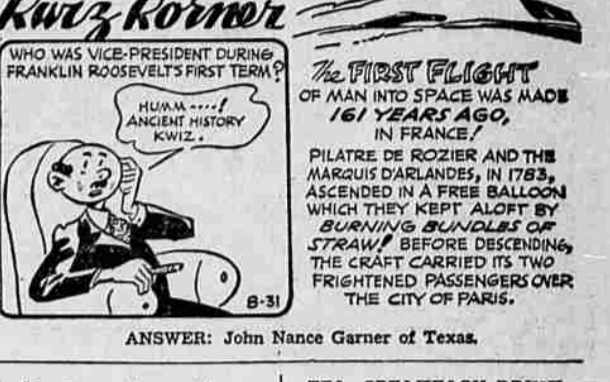 Kwiz Korner
WHO WAS VICE-PRESIDENT DURING
FRANKLIN ROOSEVELT'S FIRST TERM?
HUMM ----!
ANCIENT HISTORY
KWIZ.
8-31
The FIRST FLIGHT
OF MAN INTO SPACE WAS MADE
161 YEARS AGO,
IN FRANCE!
PILATRE DE ROZIER AND THE
MARQUIS D'ARLANDES, IN 1783,
ASCENDED IN A FREE BALLOON
WHICH THEY KEPT ALOFT BY
BURNING BUNDLES OF
STRAW! BEFORE DESCENDING,
THE CRAFT CARRIED ITS TWO
FRIGHTENED PASSENGERS OVER
THE CITY OF PARIS.
ANSWER: John Nance Garner of Texas.